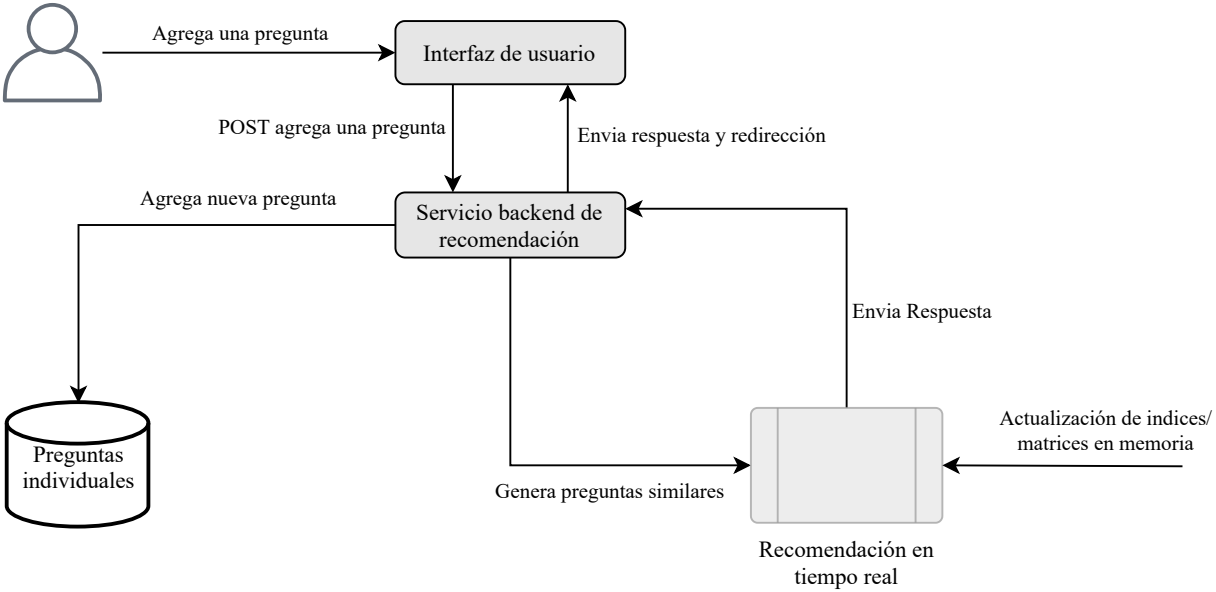 Agrega una pregunta
Interfaz de usuario
POST agrega una pregunta
Envia respuesta y redirección
Agrega nueva pregunta
Servicio backend de
recomendación
Envia Respuesta
Actualización de indices/
matrices en memoria
Preguntas
individuales
Genera preguntas similares
Recomendación en
tiempo real